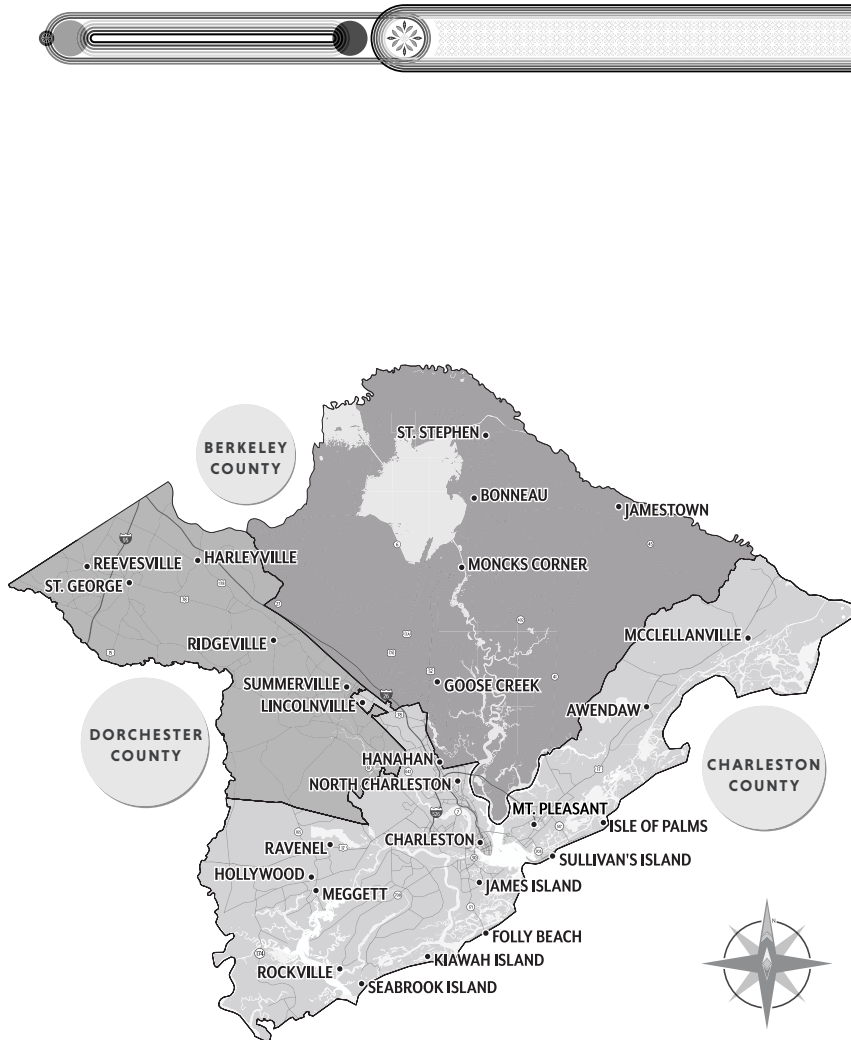 BERKELEY
COUNTY
ST. STEPHEN
BONNEAU
JAMESTOWN
REEVESVILLE
HARLEYVILLE
ST. GEORGE
MONCKS CORNER
RIDGEVILLE
MCCLELLANVILLE
SUMMERVILLE
GOOSE CREEK
LINCOLNVILLE
AWENDAW
DORCHESTER
COUNTY
HANAHAN
CHARLESTON
COUNTY
NORTH CHARLESTON
MT. PLEASANT
ISLE OF PALMS
CHARLESTON
RAVENEL
SULLIVAN'S ISLAND
HOLLYWOOD
JAMES ISLAND
MEGGETT
N
FOLLY BEACH
174
KIAWAH ISLAND
ROCKVILLE
SEABROOK ISLAND